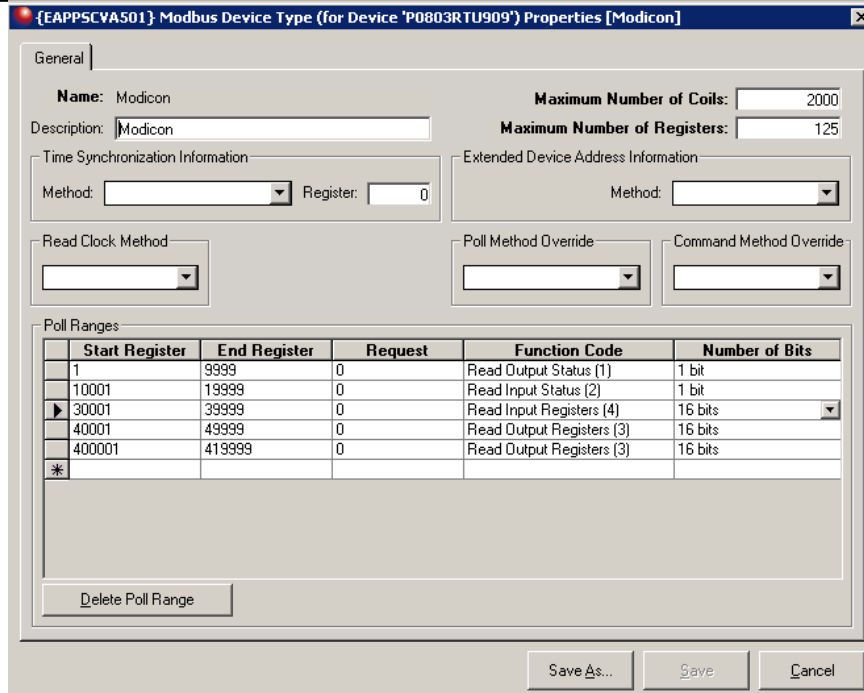 {EAPPSCVA501} Modbus Device Type (for Device 'P0803RTU909') Properties [Modicon]
General
Name: Modicon
Maximum Number of Coils: 2000
Description: Modicon
Maximum Number of Registers: 125
Time Synchronization Information
Extended Device Address Information
Method: Register: 0
Method:
Read Clock Method
Poll Method Override
Command Method Override
Poll Ranges
Start Register End Register Request Function Code Number of Bits
1 9999 0 Read Output Status (1) 1 bit
10001 19999 0 Read Input Status (2) 1 bit
30001 39999 0 Read Input Registers (4) 16 bits
40001 49999 0 Read Output Registers (3) 16 bits
400001 419999 0 Read Output Registers (3) 16 bits
Delete Poll Range
Save As... Save Cancel